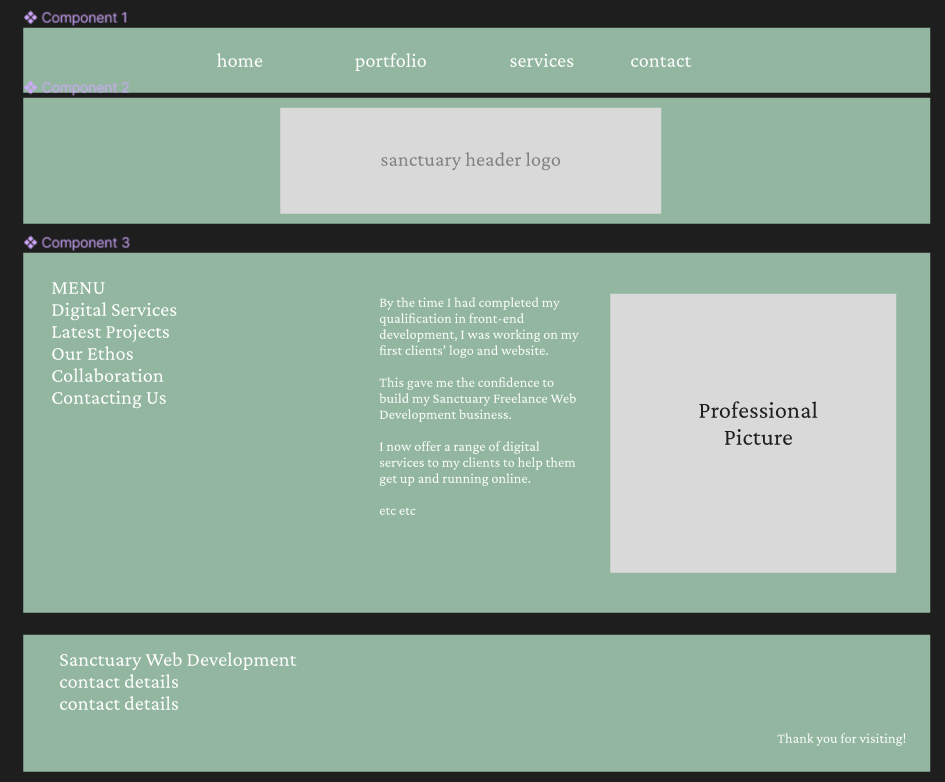 Component 1
home portfolio services contact
Component 2
sanctuary header logo
Component 3
MENU
Digital Services
Latest Projects
Our Ethos
Collaboration
Contacting Us
By the time I had completed my
qualification in front-end
development, I was working on my
first clients’ logo and website.
This gave me the confidence to
build my Sanctuary Freelance Web
Development business.
I now offer a range of digital
services to my clients to help them
get up and running online.
etc etc
Professional
Picture
Sanctuary Web Development
contact details
contact details
Thank you for visiting!